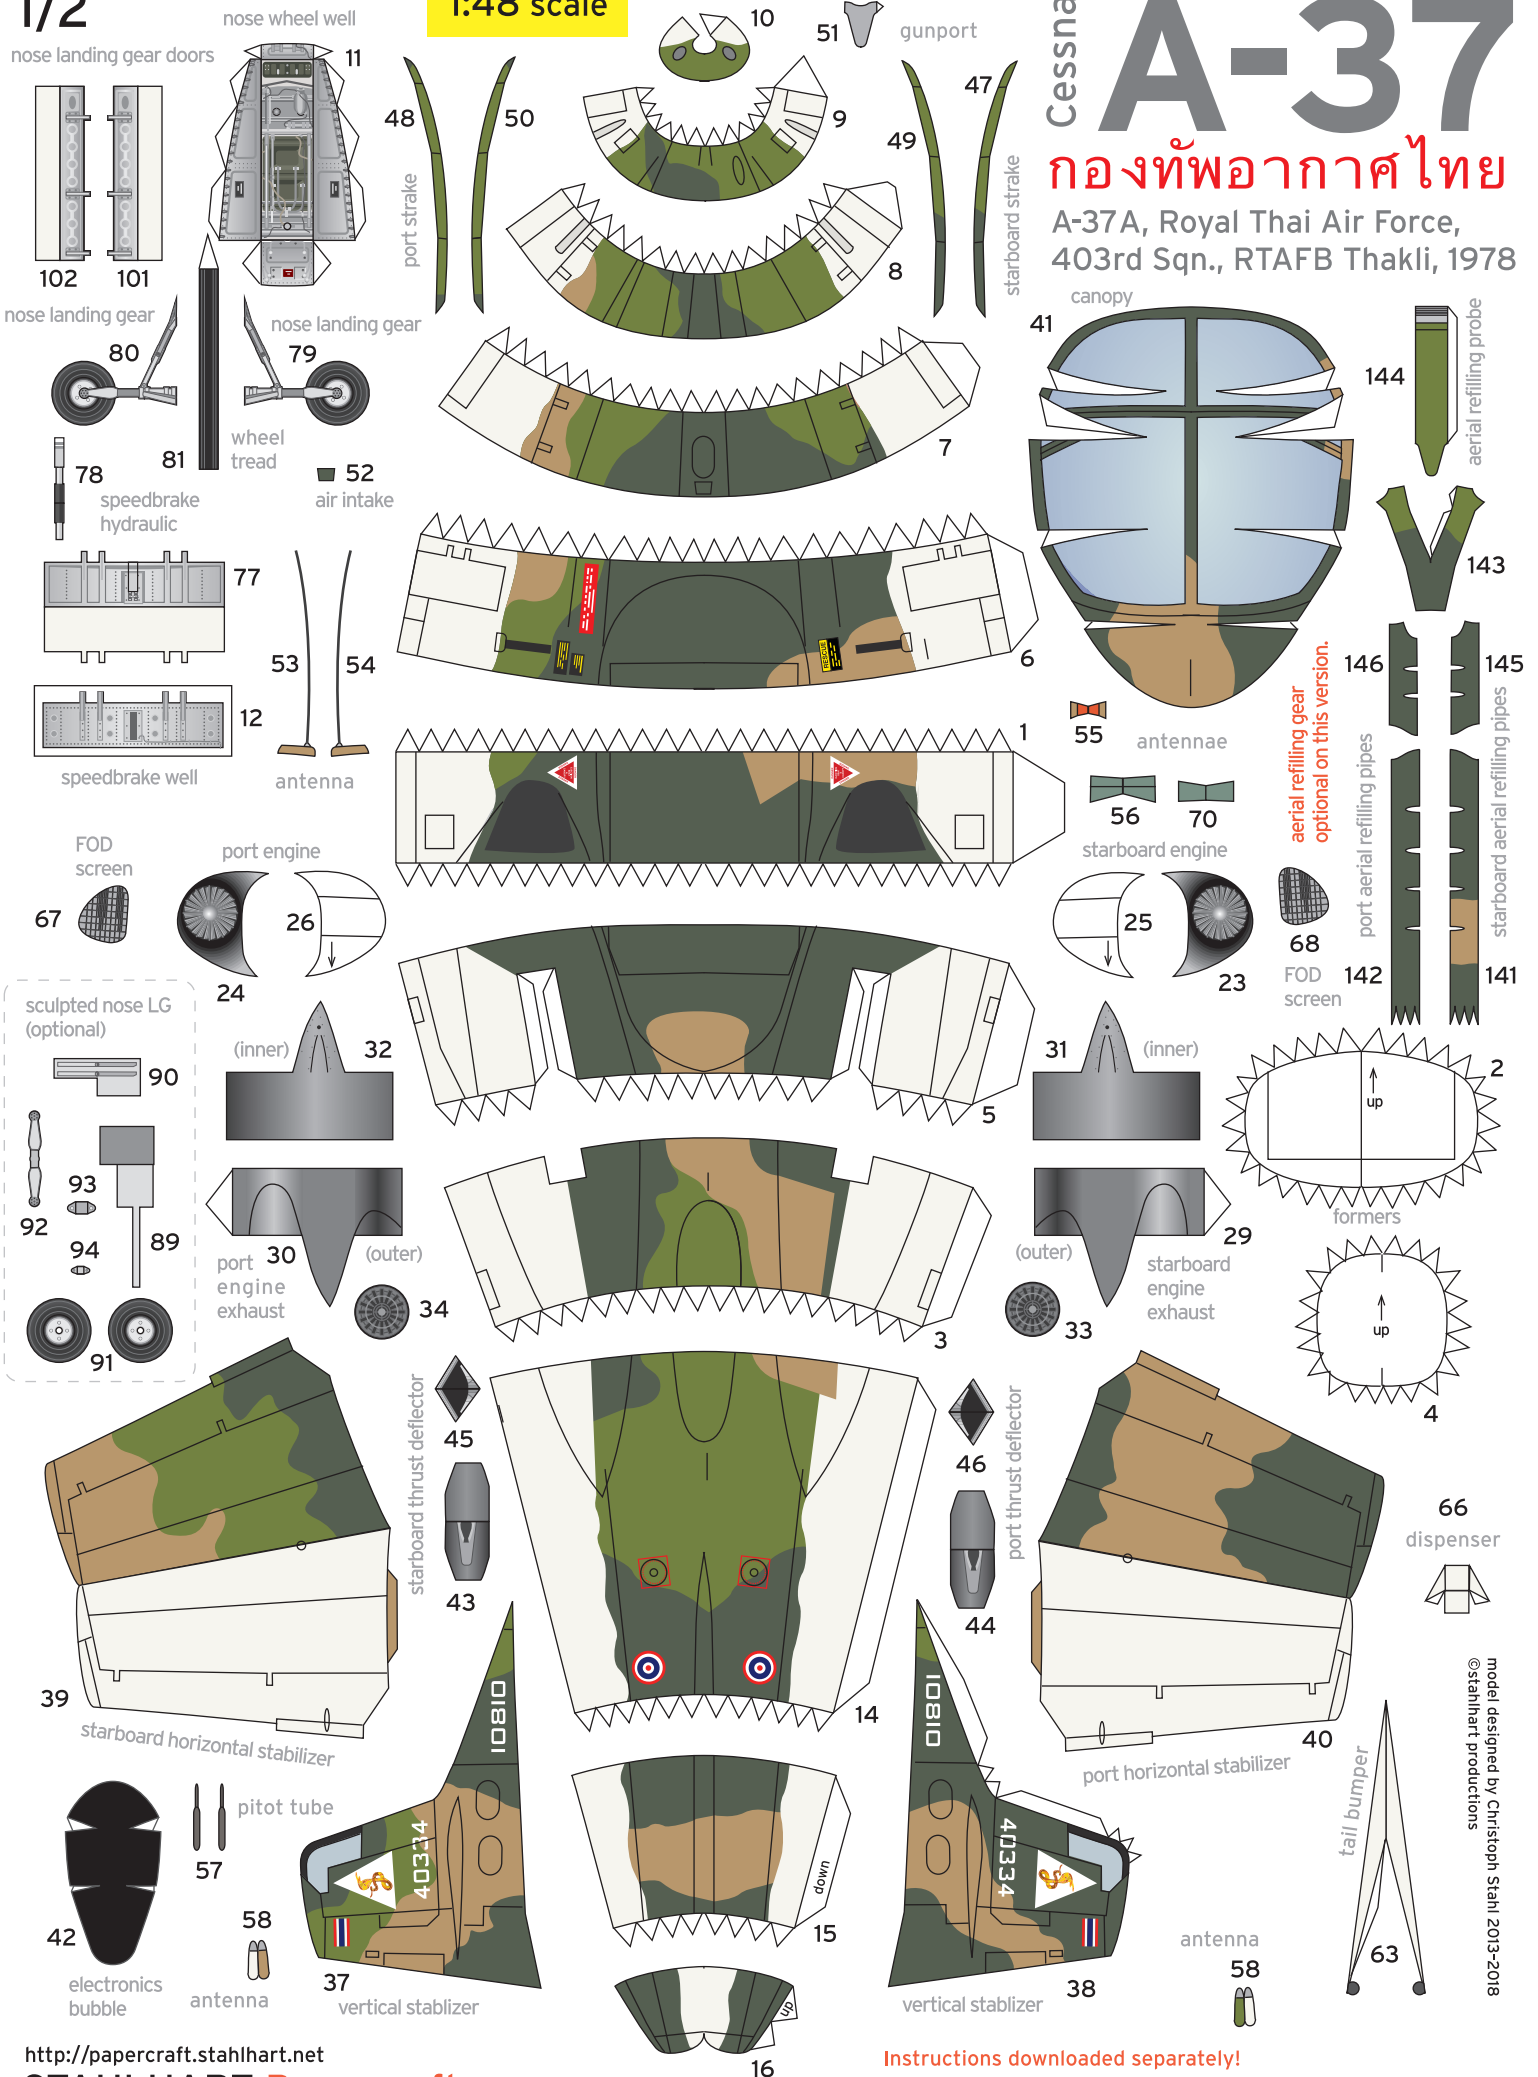 1/2
1:48 scale
Cessna
A-37
กองทัพอากาศไทย
A-37A, Royal Thai Air Force,
403rd Sqn., RTAFB Thakli, 1978
nose landing gear doors
102
101
nose wheel well
11
48
50
port strake
10
51
gunport
9
8
47
49
starboard strake
nose landing gear
80
nose landing gear
79
81
wheel
tread
78
speedbrake
hydraulic
52
air intake
7
canopy
41
144
aerial refilling probe
143
77
12
speedbrake well
53
54
antenna
RESCUE
6
1
55
antennae
56
70
aerial refilling gear
optional on this version.
146
145
port aerial refilling pipes
starboard aerial refilling pipes
142
141
FOD
screen
67
port engine
26
24
starboard engine
25
23
68
FOD
screen
sculpted nose LG
(optional)
90
92
93
94
89
91
(inner)
32
5
31
(inner)
2
up
formers
30
(outer)
port
engine
exhaust
34
3
(outer)
29
starboard
engine
exhaust
33
up
4
starboard thrust deflector
45
43
46
44
port thrust deflector
66
dispenser
39
starboard horizontal stabilizer
14
40
port horizontal stabilizer
42
electronics
bubble
57
pitot tube
58
antenna
10810
40334
37
vertical stablizer
down
15
up
16
10810
40334
38
vertical stablizer
antenna
58
tail bumper
63
model designed by Christoph Stahl 2013-2018
©stahlhart productions
http://papercraft.stahlhart.net
Instructions downloaded separately!